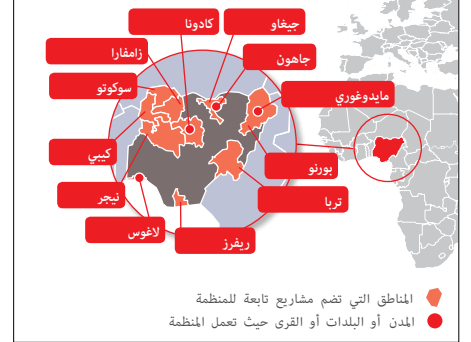 جيغاو
كادونا
زامفارا
جاهون
سوكوتو
مايدوغوري
كيبي
بورنو
نيجر
تربا
لاغوس
ريفرز
المناطق التي تضم مشاريع تابعة للمنظمة
المدن أو البلدات أو القرى حيث تعمل المنظمة